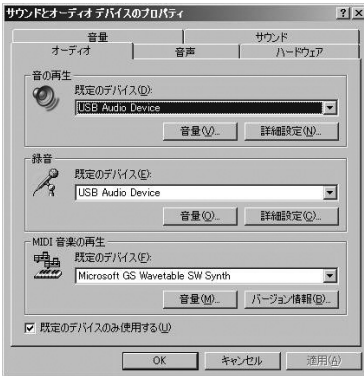 サウンドとオーディオ デバイスのプロパティ
音量 サウンド
オーディオ 音声 ハードウェア
音の再生
既定のデバイス(D):
USB Audio Device
音量(V)... 詳細設定(N)...
録音
既定のデバイス(E):
USB Audio Device
音量(O)... 詳細設定(C)...
MIDI 音楽の再生
既定のデバイス(F):
Microsoft GS Wavetable SW Synth
音量(M)... バージョン情報(B)...
既定のデバイスのみ使用する(U)
OK キャンセル 適用(A)